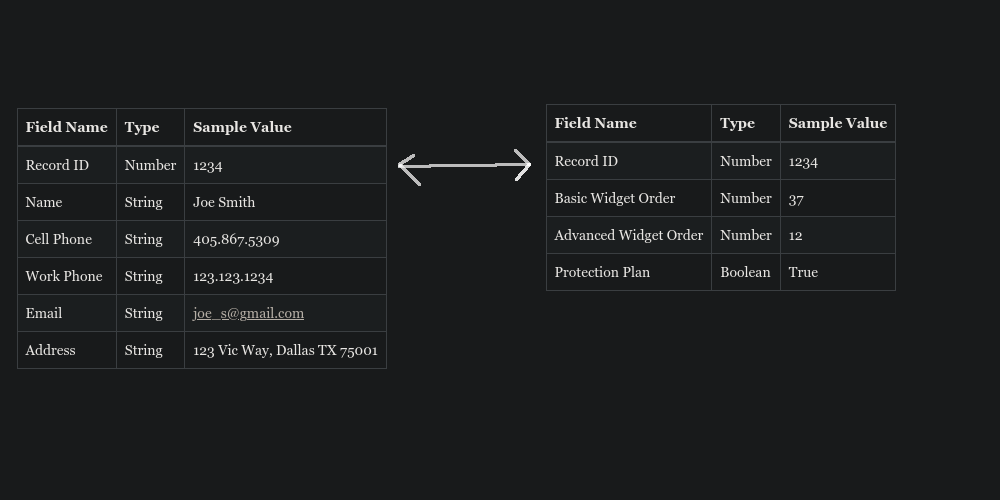 Field Name Type Sample Value
Record ID Number 1234
Name String Joe Smith
Cell Phone String 405.867.5309
Work Phone String 123.123.1234
Email String joe_s@gmail.com
Address String 123 Vic Way, Dallas TX 75001
Field Name Type Sample Value
Record ID Number 1234
Basic Widget Order Number 37
Advanced Widget Order Number 12
Protection Plan Boolean True